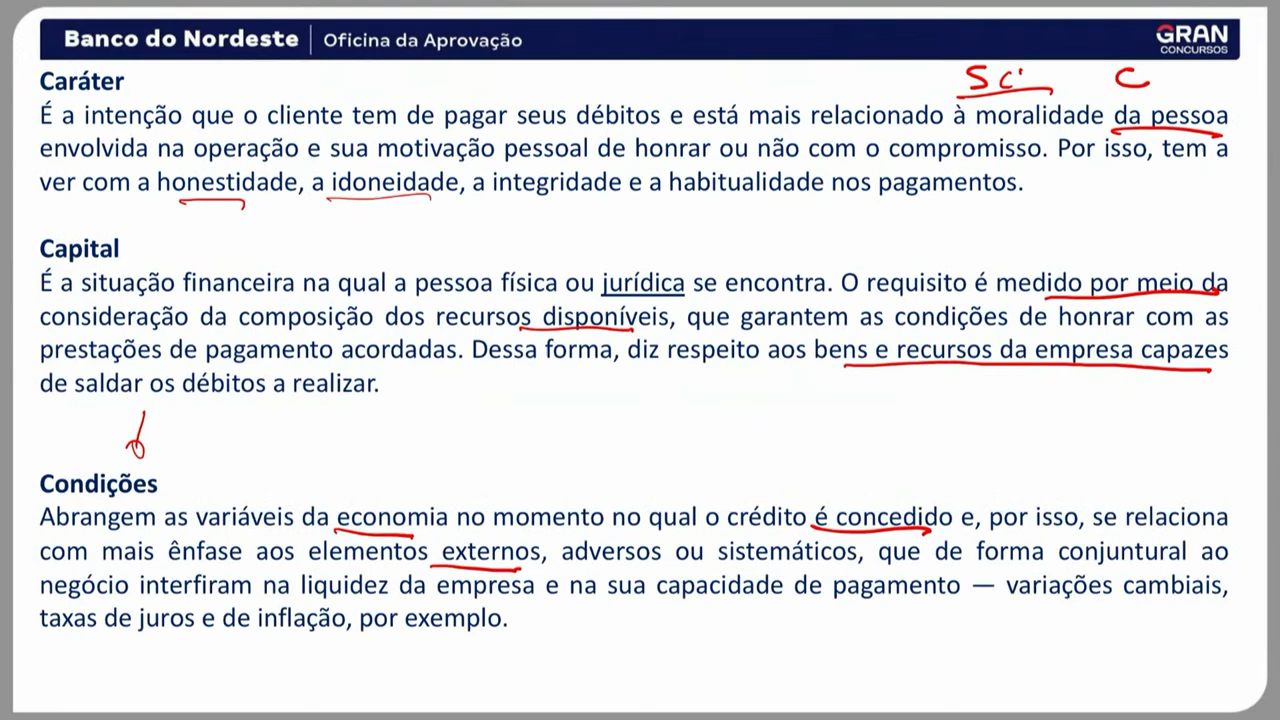 Banco do Nordeste | Oficina da Aprovação
GRAN
CONCURSOS
Caráter
5 C's C
É a intenção que o cliente tem de pagar seus débitos e está mais relacionado à moralidade da pessoa
envolvida na operação e sua motivação pessoal de honrar ou não com o compromisso. Por isso, tem a
ver com a honestidade, a idoneidade, a integridade e a habitualidade nos pagamentos.
Capital
É a situação financeira na qual a pessoa física ou jurídica se encontra. O requisito é medido por meio da
consideração da composição dos recursos disponíveis, que garantem as condições de honrar com as
prestações de pagamento acordadas. Dessa forma, diz respeito aos bens e recursos da empresa capazes
de saldar os débitos a realizar.
Condições
Abrangem as variáveis da economia no momento no qual o crédito é concedido e, por isso, se relaciona
com mais ênfase aos elementos externos, adversos ou sistemáticos, que de forma conjuntural ao
negócio interfiram na liquidez da empresa e na sua capacidade de pagamento — variações cambiais,
taxas de juros e de inflação, por exemplo.